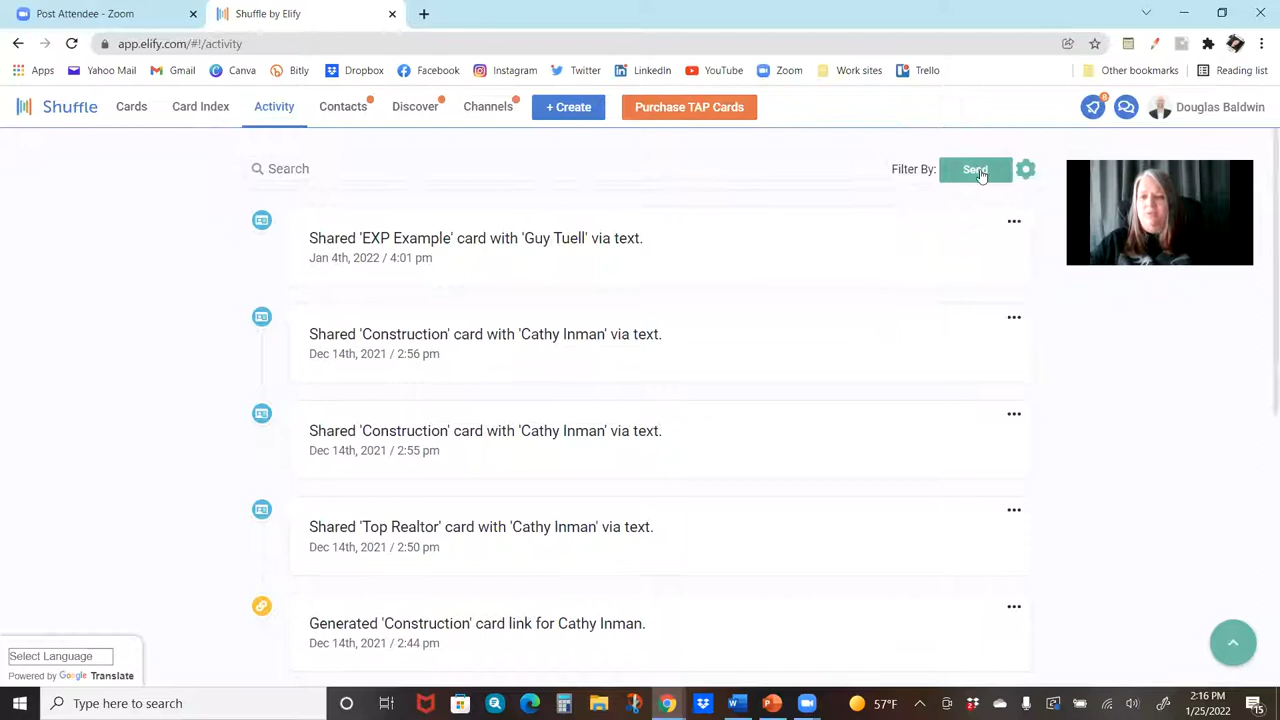 Post Attendee - Zoom
Shuffle by Elify
app.elify.com/#!/activity
Apps Yahoo Mail Gmail Canva Bitly Dropbox Facebook Instagram Twitter LinkedIn YouTube Zoom Work sites Trello Other bookmarks Reading list
Shuffle Cards Card Index Activity Contacts Discover Channels + Create Purchase TAP Cards Douglas Baldwin
Search Filter By: Send
Shared 'EXP Example' card with 'Guy Tuell' via text.
Jan 4th, 2022 / 4:01 pm
Shared 'Construction' card with 'Cathy Inman' via text.
Dec 14th, 2021 / 2:56 pm
Shared 'Construction' card with 'Cathy Inman' via text.
Dec 14th, 2021 / 2:55 pm
Shared 'Top Realtor' card with 'Cathy Inman' via text.
Dec 14th, 2021 / 2:50 pm
Generated 'Construction' card link for Cathy Inman.
Dec 14th, 2021 / 2:44 pm
Select Language
Powered by Google Translate
Type here to search
57°F
2:16 PM
1/25/2022
15